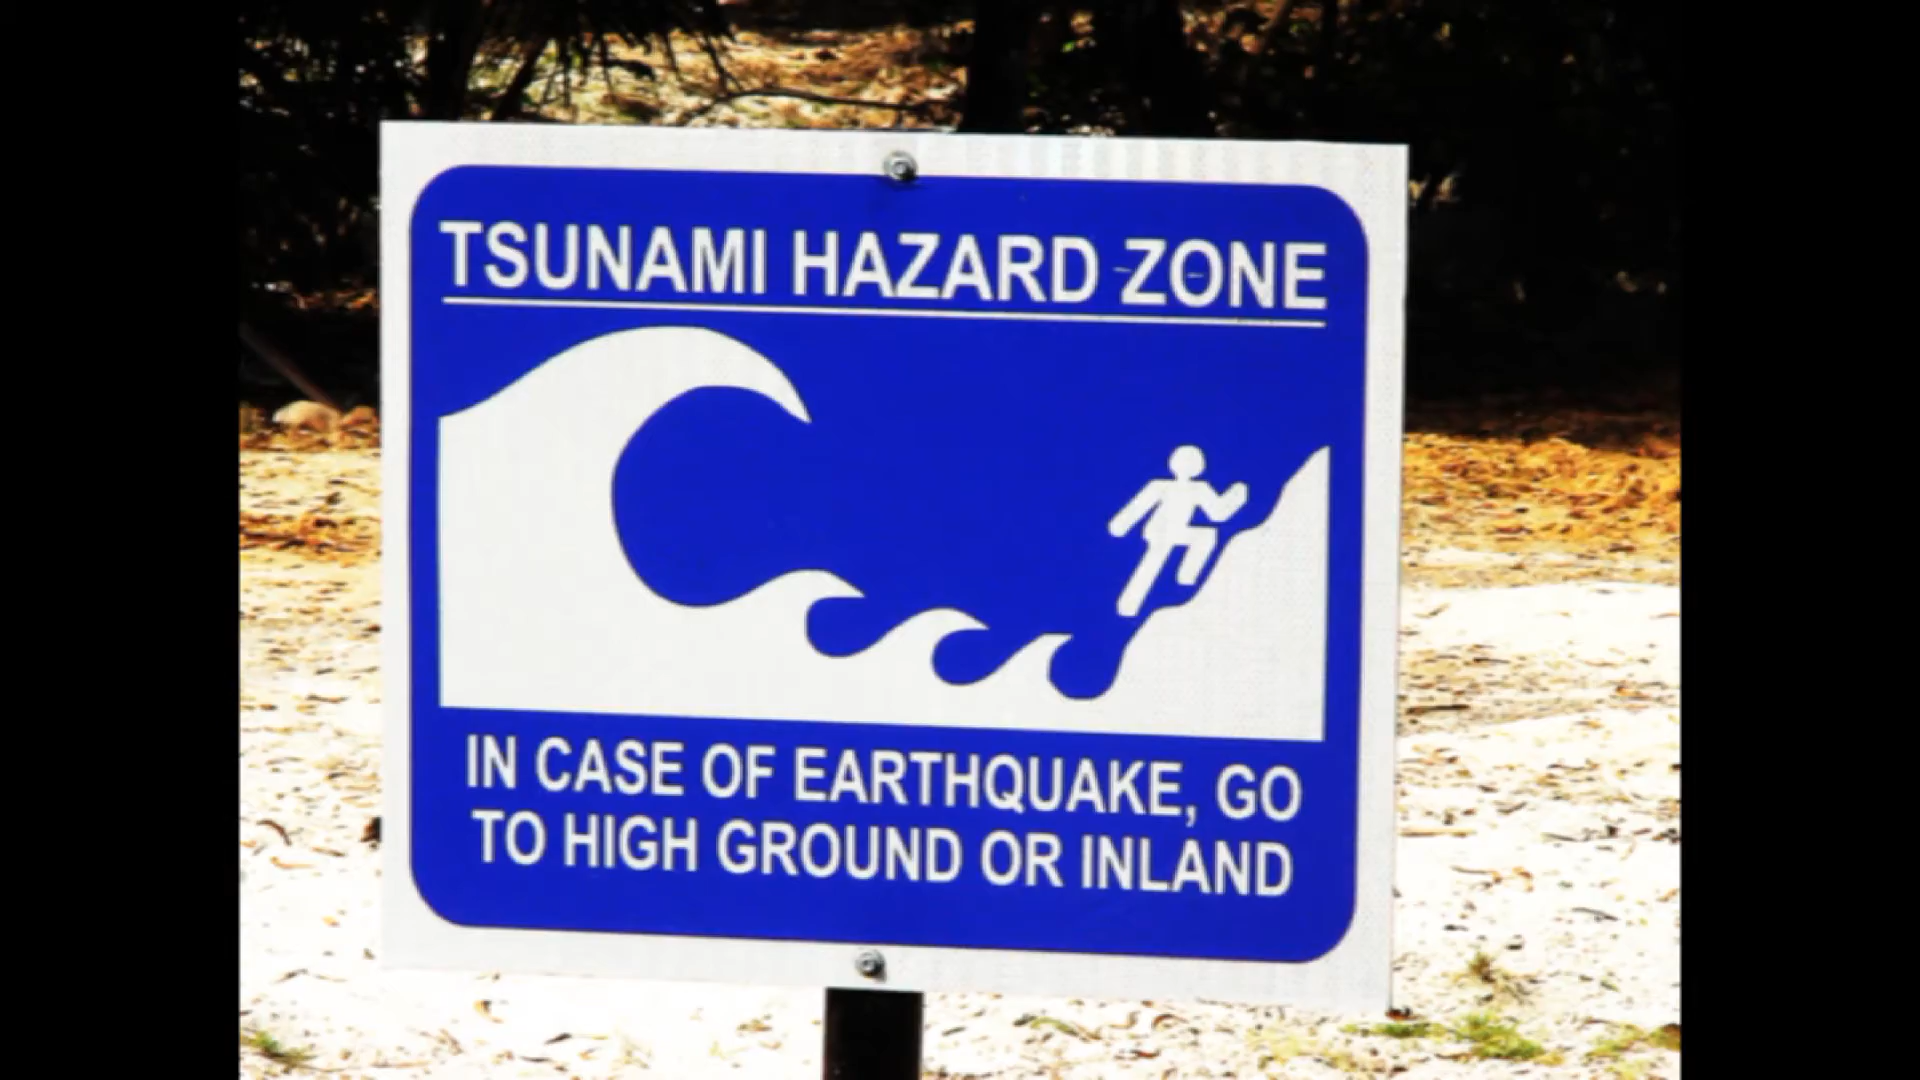 TSUNAMI HAZARD ZONE
IN CASE OF EARTHQUAKE, GO
TO HIGH GROUND OR INLAND